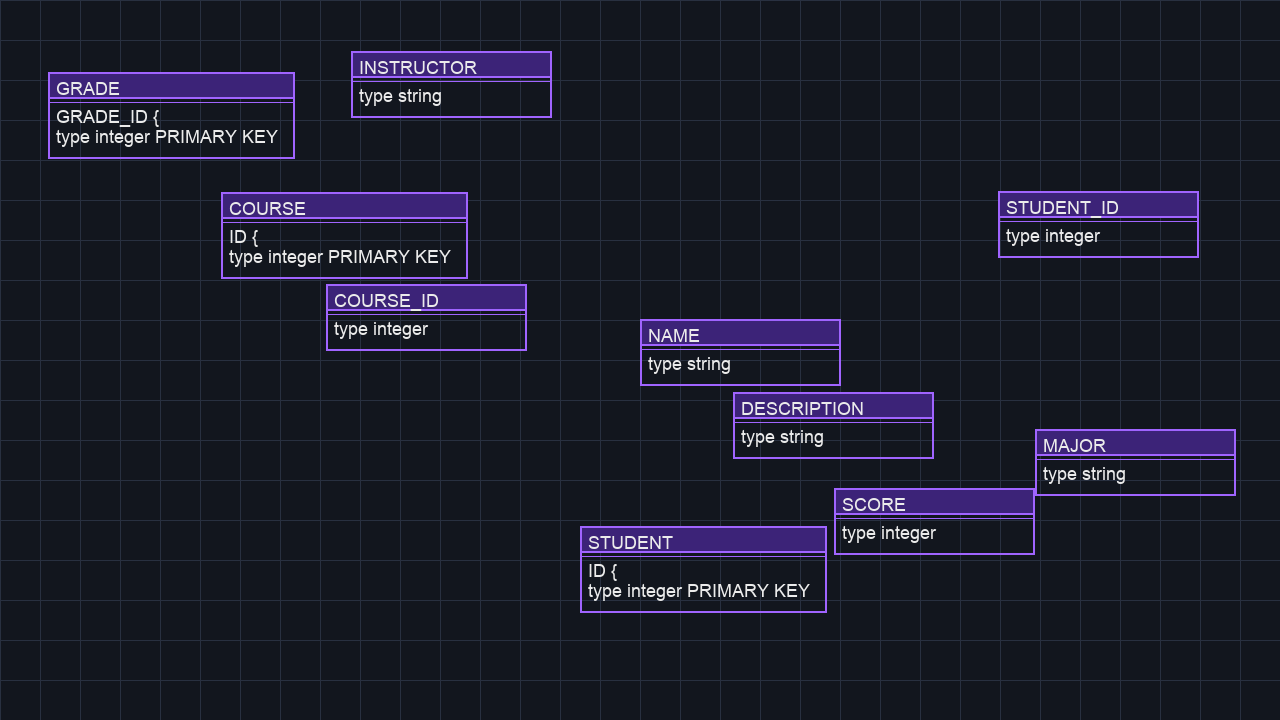 INSTRUCTOR
type string
GRADE
GRADE_ID {
type integer PRIMARY KEY
COURSE
ID {
type integer PRIMARY KEY
STUDENT_ID
type integer
COURSE_ID
type integer
NAME
type string
DESCRIPTION
type string
MAJOR
type string
SCORE
type integer
STUDENT
ID {
type integer PRIMARY KEY